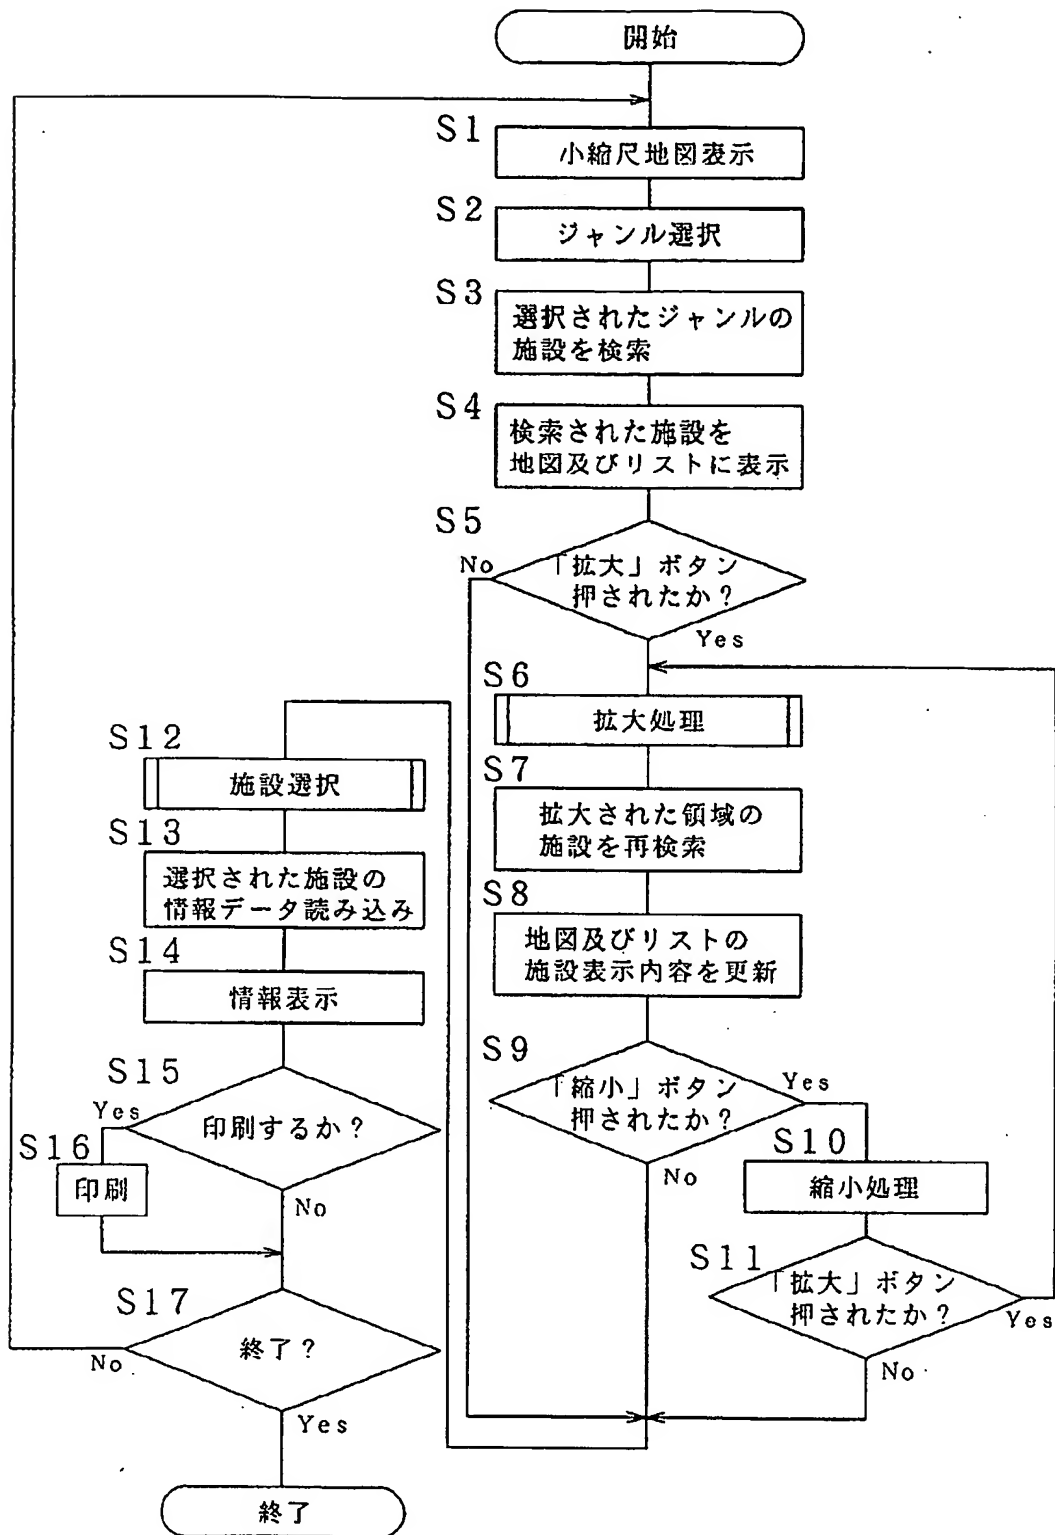 開始
S1
小縮尺地図表示
S2
ジャンル選択
S3
選択されたジャンルの
施設を検索
S4
検索された施設を
地図及びリストに表示
S5
「拡大」ボタン
押されたか?
No
Yes
S6
拡大処理
S7
拡大された領域の
施設を再検索
S8
地図及びリストの
施設表示内容を更新
S9
「縮小」ボタン
押されたか?
Yes
No
S10
縮小処理
S11
「拡大」ボタン
押されたか?
Yes
No
S12
施設選択
S13
選択された施設の
情報データ読み込み
S14
情報表示
S15
印刷するか?
Yes
No
S16
印刷
S17
終了?
No
Yes
終了